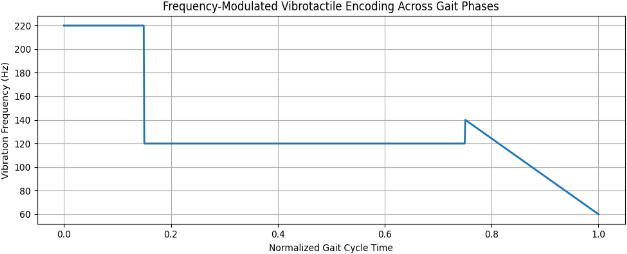 Frequency-Modulated Vibrotactile Encoding Across Gait Phases
Vibration Frequency (Hz)
220
200
180
160
140
120
100
80
60
0.0 0.2 0.4 0.6 0.8 1.0
Normalized Gait Cycle Time